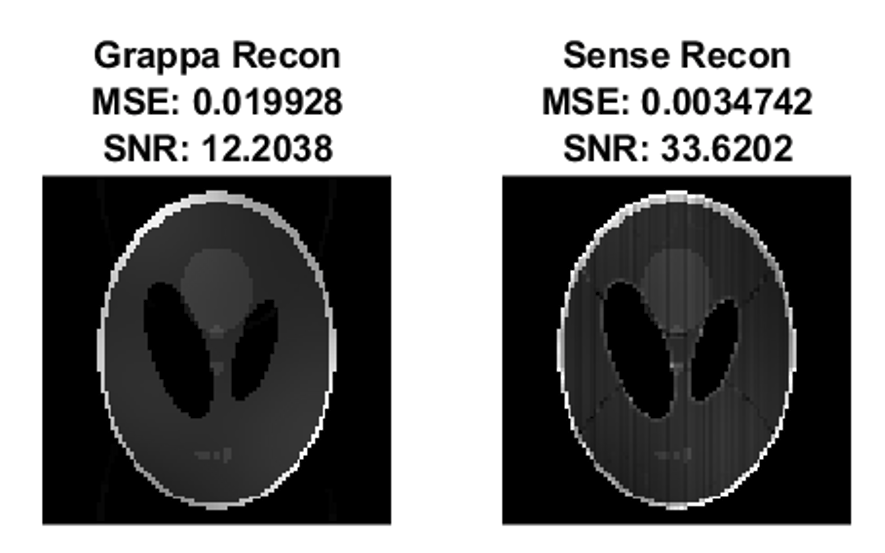 Grappa Recon
MSE: 0.019928
SNR: 12.2038
Sense Recon
MSE: 0.0034742
SNR: 33.6202